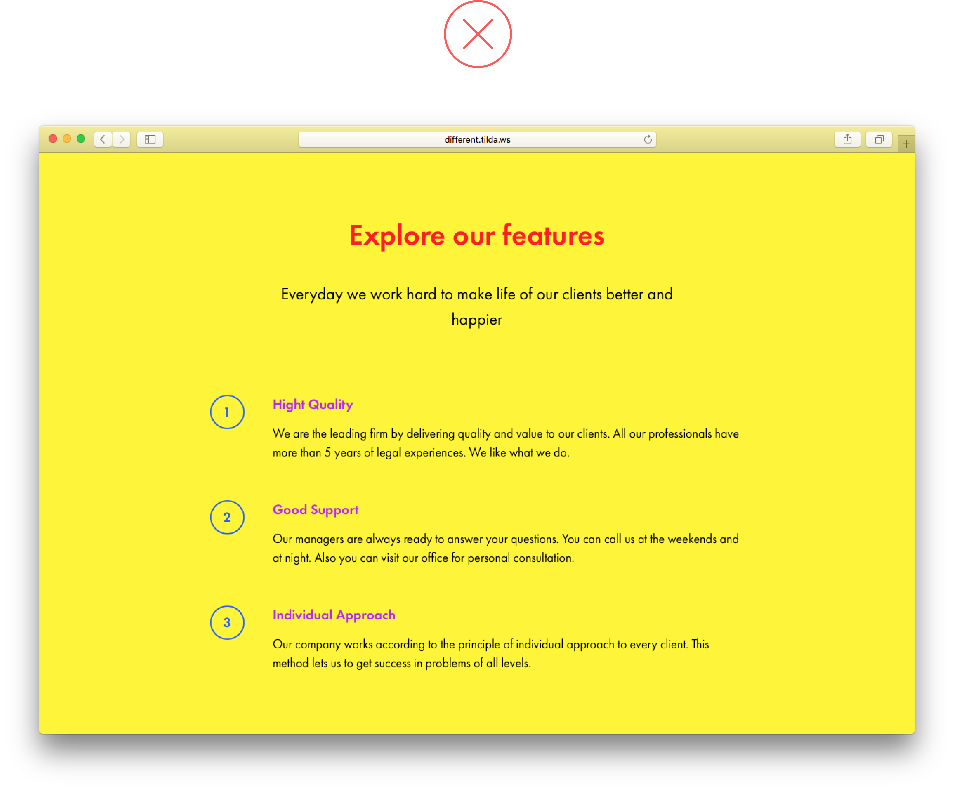 different.tilda.ws
Explore our features
Everyday we work hard to make life of our clients better and
happier
1
Hight Quality
We are the leading firm by delivering quality and value to our clients. All our professionals have
more than 5 years of legal experiences. We like what we do.
2
Good Support
Our managers are always ready to answer your questions. You can call us at the weekends and
at night. Also you can visit our office for personal consultation.
3
Individual Approach
Our company works according to the principle of individual approach to every client. This
method lets us to get success in problems of all levels.